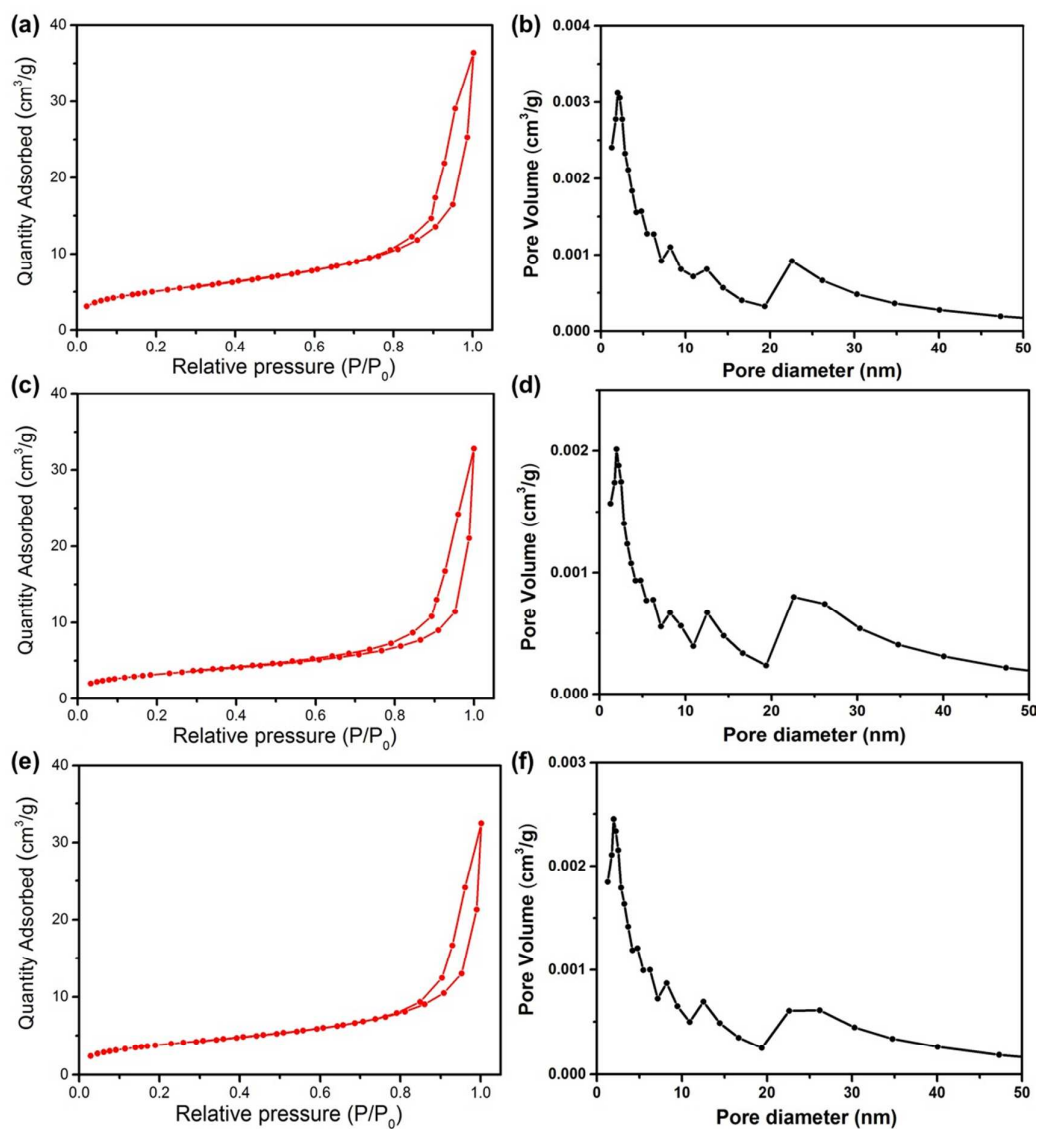 (a)
40
30
20
10
0
Quantity Adsorbed (cm³/g)
0.0 0.2 0.4 0.6 0.8 1.0
Relative pressure (P/P₀)
(b)
0.004
0.003
0.002
0.001
0.000
Pore Volume (cm³/g)
0 10 20 30 40 50
Pore diameter (nm)
(c)
40
30
20
10
0
Quantity Adsorbed (cm³/g)
0.0 0.2 0.4 0.6 0.8 1.0
Relative pressure (P/P₀)
(d)
0.002
0.001
0.000
Pore Volume (cm³/g)
0 10 20 30 40 50
Pore diameter (nm)
(e)
40
30
20
10
0
Quantity Adsorbed (cm³/g)
0.0 0.2 0.4 0.6 0.8 1.0
Relative pressure (P/P₀)
(f)
0.003
0.002
0.001
0.000
Pore Volume (cm³/g)
0 10 20 30 40 50
Pore diameter (nm)